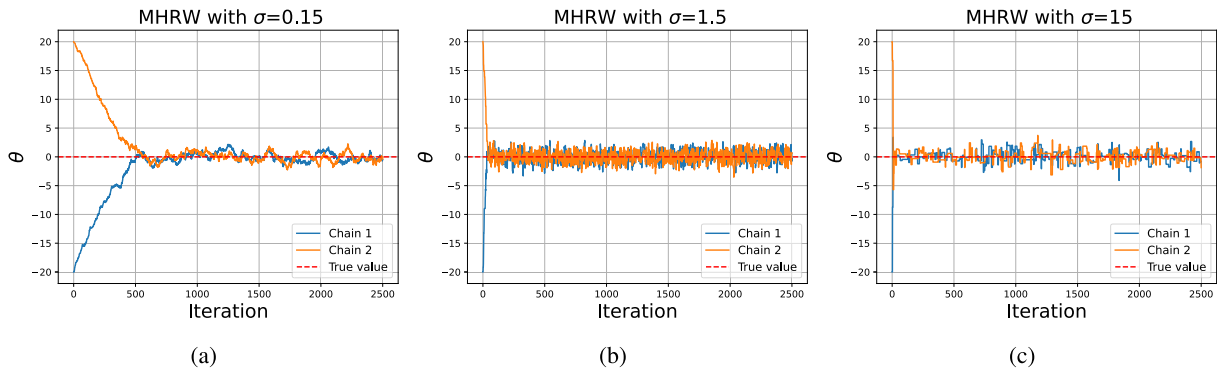 MHRW with σ=0.15
20
15
10
5
0
−5
−10
−15
−20
θ
0 500 1000 1500 2000 2500
Iteration
Chain 1
Chain 2
True value
(a)
MHRW with σ=1.5
20
15
10
5
0
−5
−10
−15
−20
θ
0 500 1000 1500 2000 2500
Iteration
Chain 1
Chain 2
True value
(b)
MHRW with σ=15
20
15
10
5
0
−5
−10
−15
−20
θ
0 500 1000 1500 2000 2500
Iteration
Chain 1
Chain 2
True value
(c)